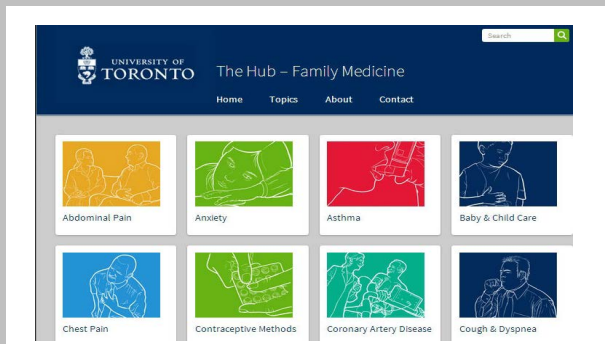 Search
UNIVERSITY OF
TORONTO
The Hub – Family Medicine
Home Topics About Contact
Abdominal Pain
Anxiety
Asthma
Baby & Child Care
Chest Pain
Contraceptive Methods
Coronary Artery Disease
Cough & Dyspnea